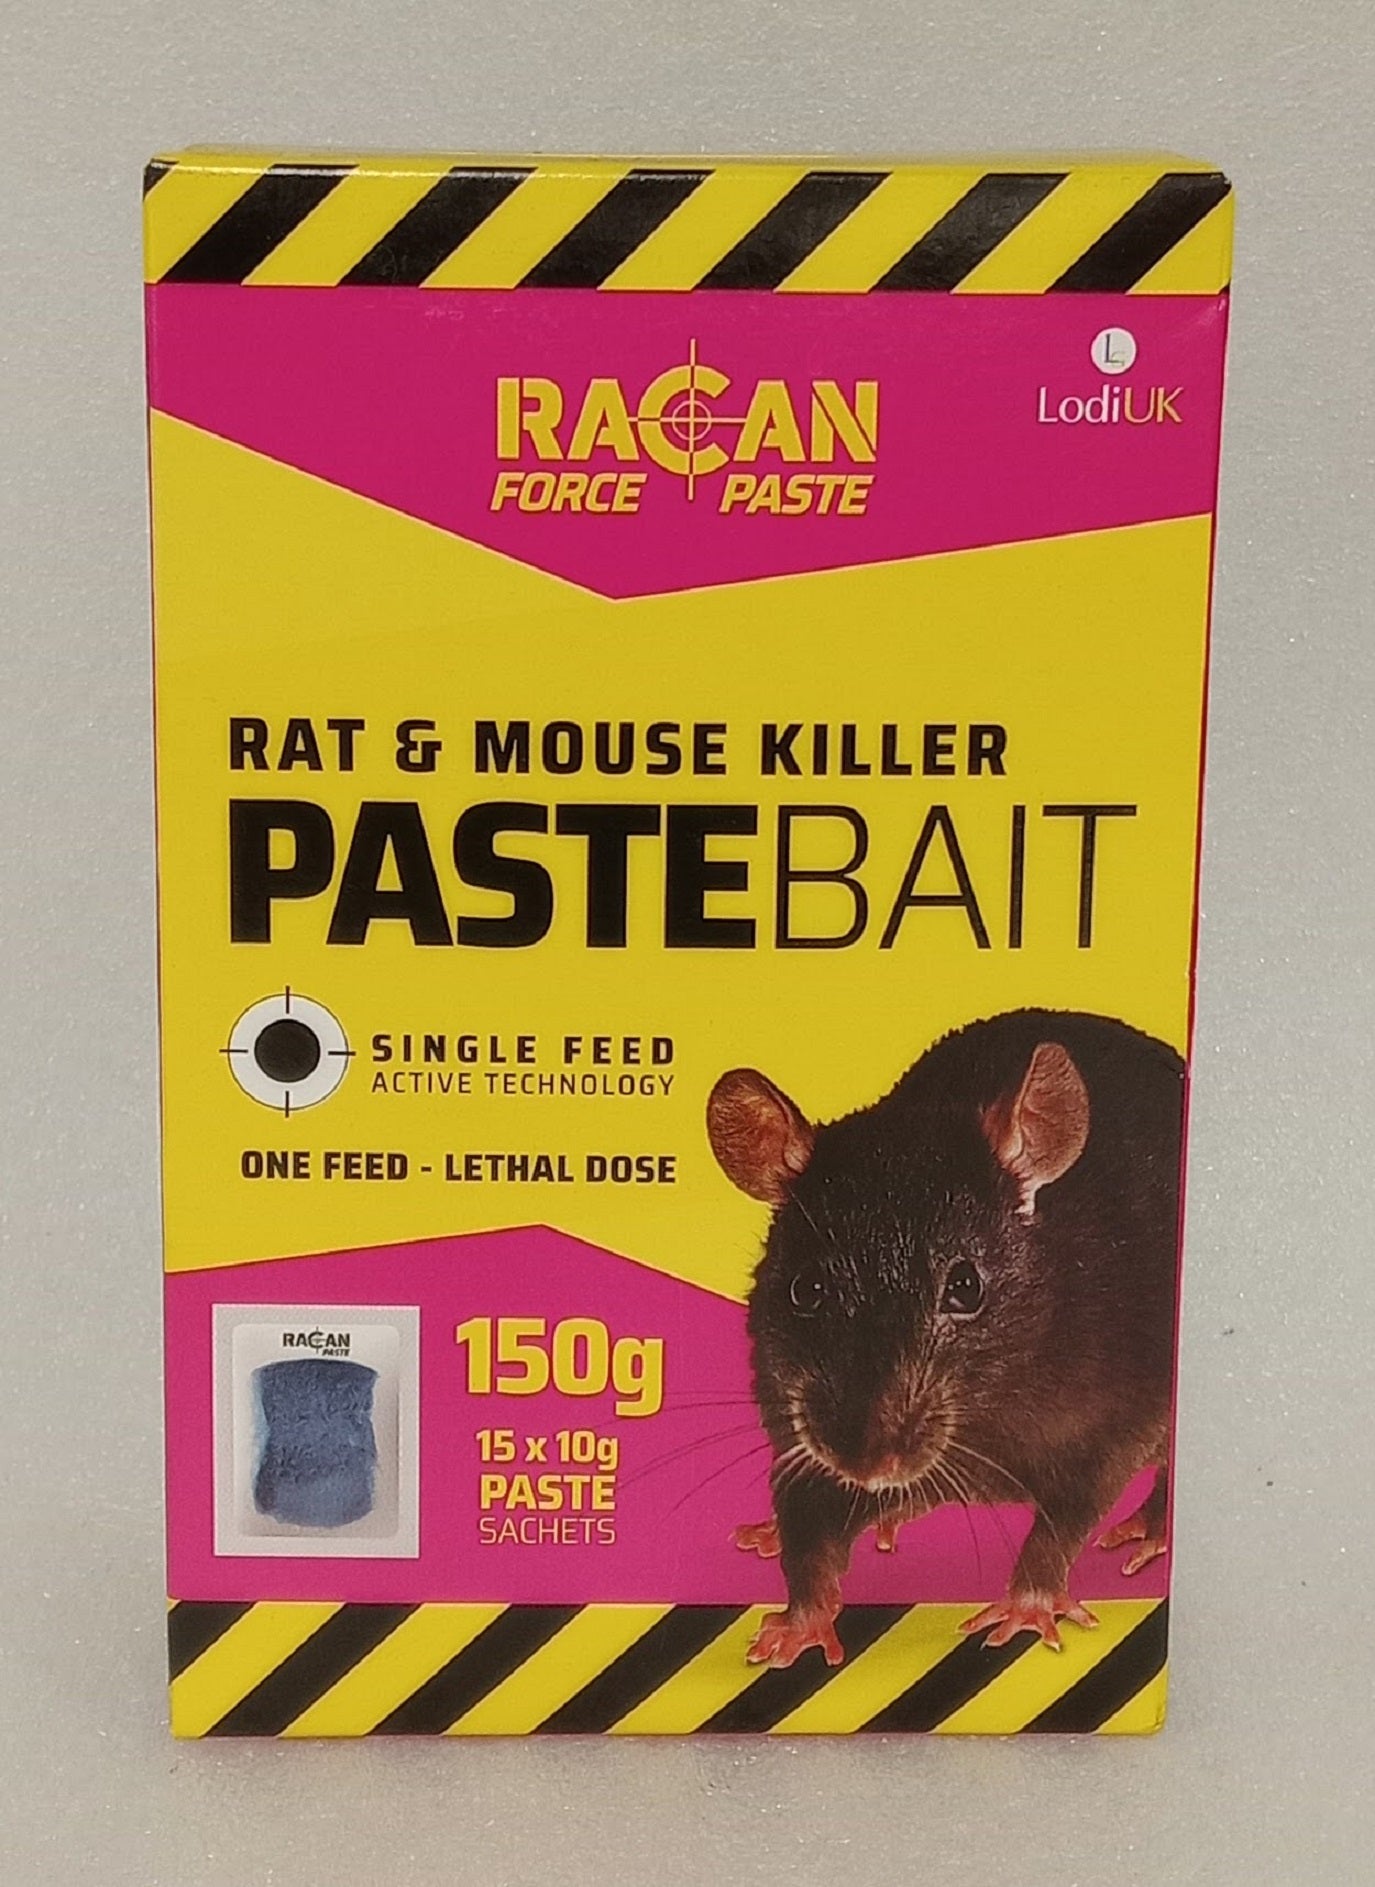 RACAN
FORCE PASTE
LodiUK
RAT & MOUSE KILLER
PASTEBAIT
SINGLE FEED
ACTIVE TECHNOLOGY
ONE FEED - LETHAL DOSE
RACAN
PASTE
150g
15 x 10g
PASTE
SACHETS